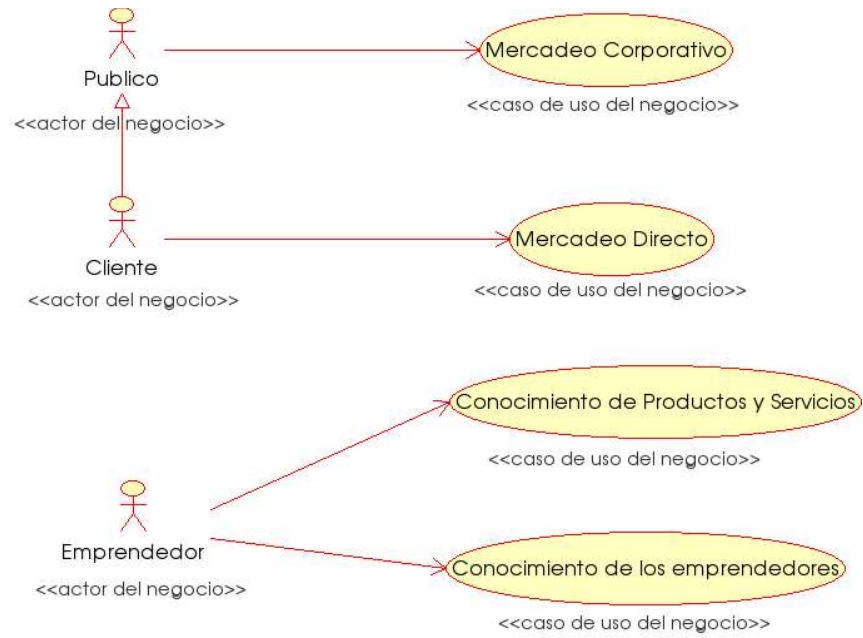 Mercadeo Corporativo
Publico
<<caso de uso del negocio>>
<<actor del negocio>>
Mercadeo Directo
Cliente
<<caso de uso del negocio>>
<<actor del negocio>>
Conocimiento de Productos y Servicios
<<caso de uso del negocio>>
Emprendedor
Conocimiento de los emprendedores
<<actor del negocio>>
<<caso de uso del negocio>>